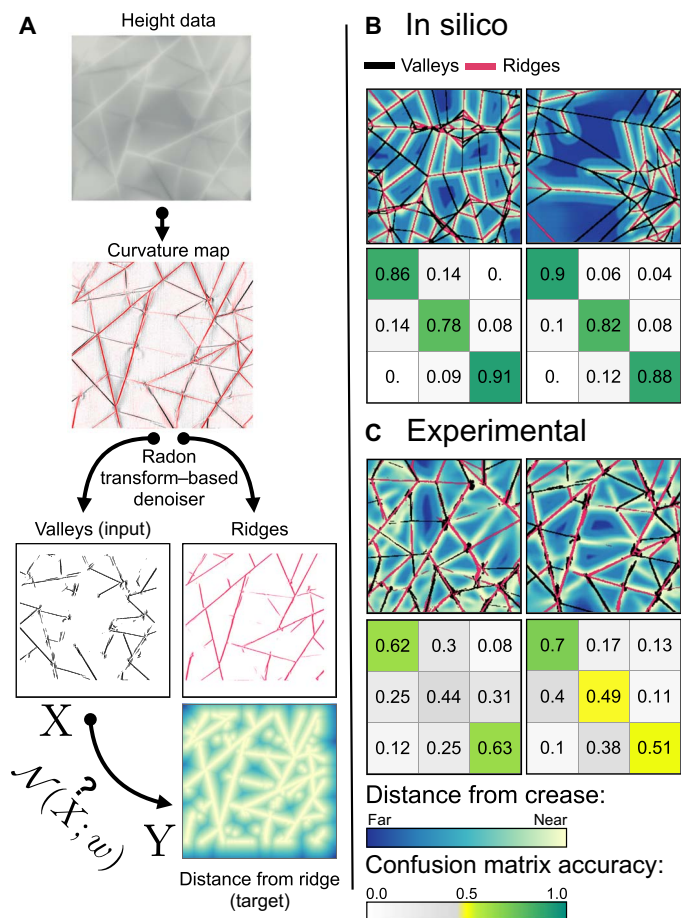 A
Height data
Curvature map
Radon
transform–based
denoiser
Valleys (input)
Ridges
X
?
𝒩(X; w)
Y
Distance from ridge
(target)
B In silico
Valleys Ridges
0.86 0.14 0. 0.9 0.06 0.04
0.14 0.78 0.08 0.1 0.82 0.08
0. 0.09 0.91 0. 0.12 0.88
C Experimental
0.62 0.3 0.08 0.7 0.17 0.13
0.25 0.44 0.31 0.4 0.49 0.11
0.12 0.25 0.63 0.1 0.38 0.51
Distance from crease:
Far Near
Confusion matrix accuracy:
0.0 0.5 1.0